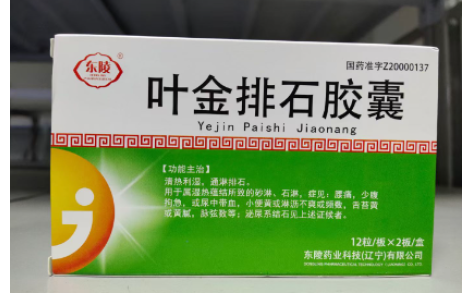 东陵
国药准字Z20000137
叶金排石胶囊
Yejin Paishi Jiaonang
【功能主治】
清热利湿，通淋排石。
用于属湿热蕴结所致的砂淋、石淋，症见：腰痛，少腹
拘急，或尿中带血，小便黄或淋沥不爽或频数，舌苔黄
或黄腻，脉弦数等；泌尿系结石见上述证候者。
12粒/板×2板/盒
东陵药业科技(辽宁)有限公司